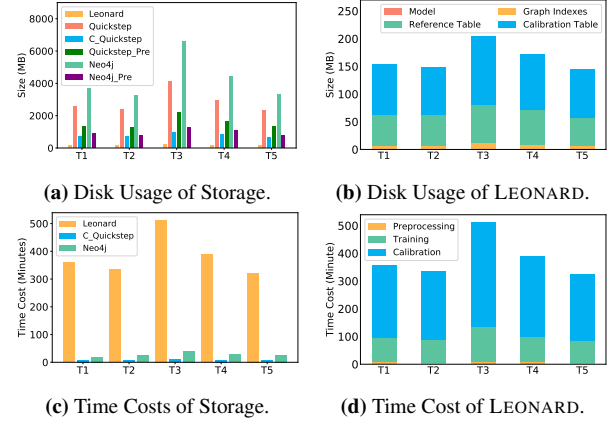 Leonard
Quickstep
C_Quickstep
Quickstep_Pre
Neo4j
Neo4j_Pre
Size (MB)
8000
6000
4000
2000
0
T1 T2 T3 T4 T5
(a) Disk Usage of Storage.
Model
Reference Table
Graph Indexes
Calibration Table
Size (MB)
250
200
150
100
50
0
T1 T2 T3 T4 T5
(b) Disk Usage of LEONARD.
Leonard
C_Quickstep
Neo4j
Time Cost (Minutes)
500
400
300
200
100
0
T1 T2 T3 T4 T5
(c) Time Costs of Storage.
Preprocessing
Training
Calibration
Time Cost (Minute)
500
400
300
200
100
0
T1 T2 T3 T4 T5
(d) Time Cost of LEONARD.